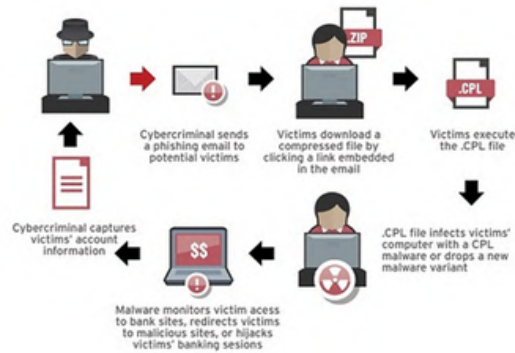 .ZIP
.CPL
Cybercriminal sends
a phishing email to
potential victims
Victims download a
compressed file by
clicking a link embedded
in the email
Victims execute
the .CPL file
.CPL file infects victims'
computer with a CPL
malware or drops a new
malware variant
$$
Malware monitors victim acess
to bank sites, redirects victims
to malicious sites, or hijacks
victims' banking sesions
Cybercriminal captures
victims' account
information